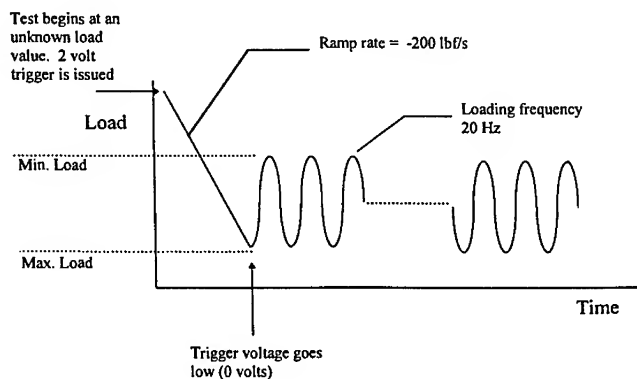 Test begins at an
unknown load
value. 2 volt
trigger is issued
Ramp rate = -200 lbf/s
Load
Loading frequency
20 Hz
Min. Load
Max. Load
Time
Trigger voltage goes
low (0 volts)